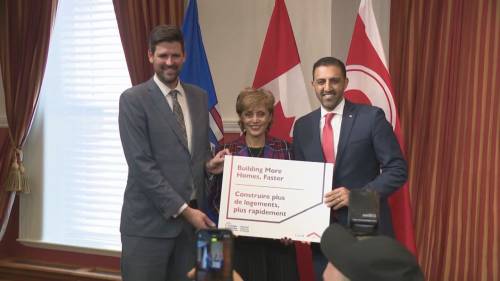 Building More
Homes, Faster
Construire plus
de logements,
plus rapidement